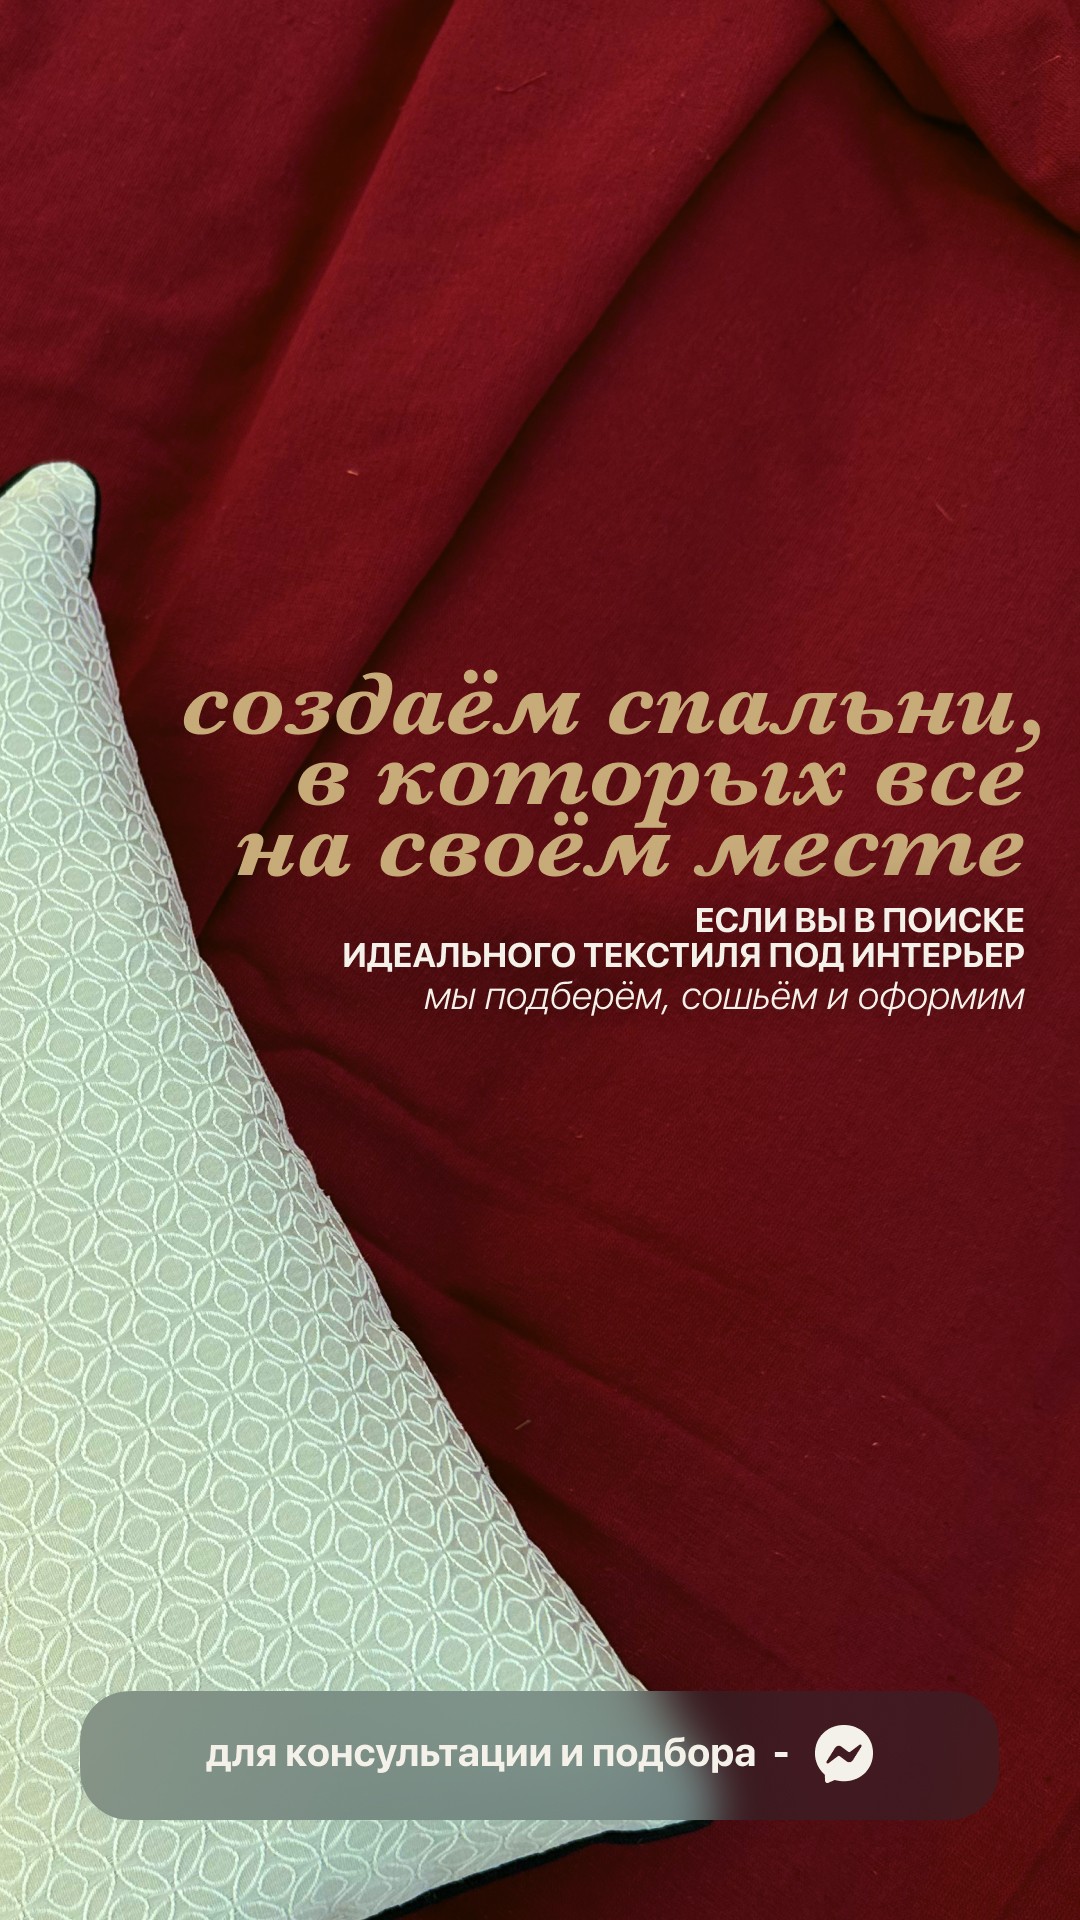 создаём спальни,
в которых все
на своём месте
ЕСЛИ ВЫ В ПОИСКЕ
ИДЕАЛЬНОГО ТЕКСТИЛЯ ПОД ИНТЕРЬЕР
мы подберём, сошьём и оформим
для консультации и подбора -